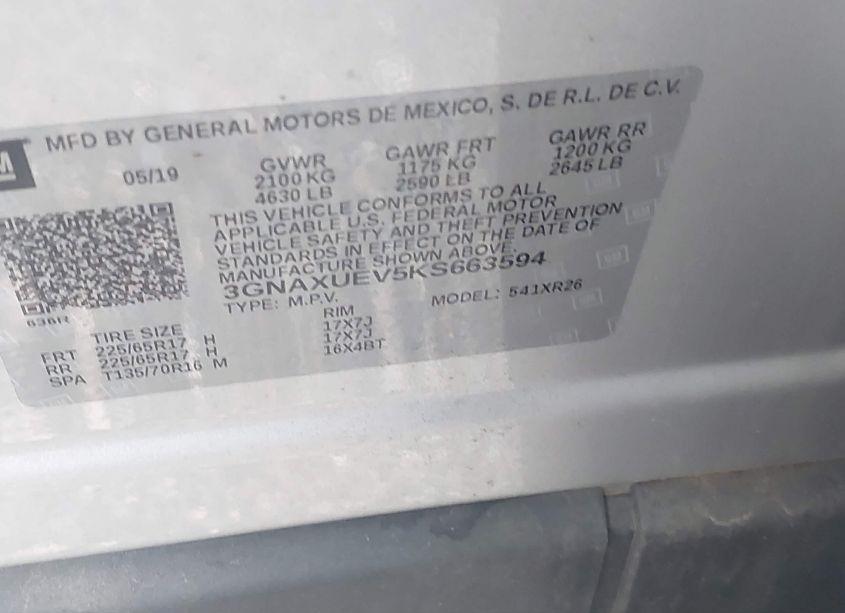 MFD BY GENERAL MOTORS DE MEXICO, S. DE R.L. DE C.V.
05/19 GVWR GAWR FRT GAWR RR
2100 KG 1175 KG 1200 KG
4630 LB 2590 LB 2645 LB
THIS VEHICLE CONFORMS TO ALL
APPLICABLE U.S. FEDERAL MOTOR
VEHICLE SAFETY AND THEFT PREVENTION
STANDARDS IN EFFECT ON THE DATE OF
MANUFACTURE SHOWN ABOVE.
3GNAXUEV5KS663594
TYPE: M.P.V. MODEL: 541XR26
TIRE SIZE RIM
FRT 225/65R17 H 17X7J
RR 225/65R17 H 17X7J
SPA T135/70R16 M 16X4BT